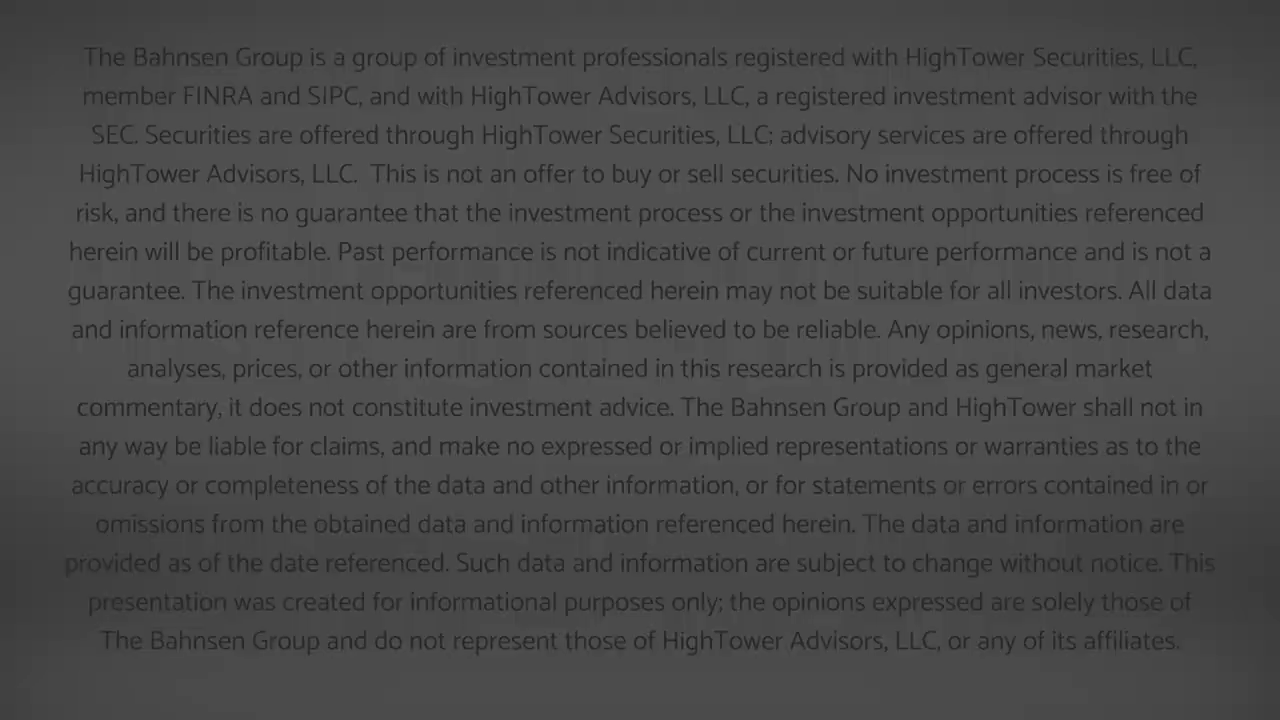 The Bahnsen Group is a group of investment professionals registered with HighTower Securities, LLC,
member FINRA and SIPC, and with HighTower Advisors, LLC, a registered investment advisor with the
SEC. Securities are offered through HighTower Securities, LLC; advisory services are offered through
HighTower Advisors, LLC.  This is not an offer to buy or sell securities. No investment process is free of
risk, and there is no guarantee that the investment process or the investment opportunities referenced
herein will be profitable. Past performance is not indicative of current or future performance and is not a
guarantee. The investment opportunities referenced herein may not be suitable for all investors. All data
and information reference herein are from sources believed to be reliable. Any opinions, news, research,
analyses, prices, or other information contained in this research is provided as general market
commentary, it does not constitute investment advice. The Bahnsen Group and HighTower shall not in
any way be liable for claims, and make no expressed or implied representations or warranties as to the
accuracy or completeness of the data and other information, or for statements or errors contained in or
omissions from the obtained data and information referenced herein. The data and information are
provided as of the date referenced. Such data and information are subject to change without notice. This
presentation was created for informational purposes only; the opinions expressed are solely those of
The Bahnsen Group and do not represent those of HighTower Advisors, LLC, or any of its affiliates.